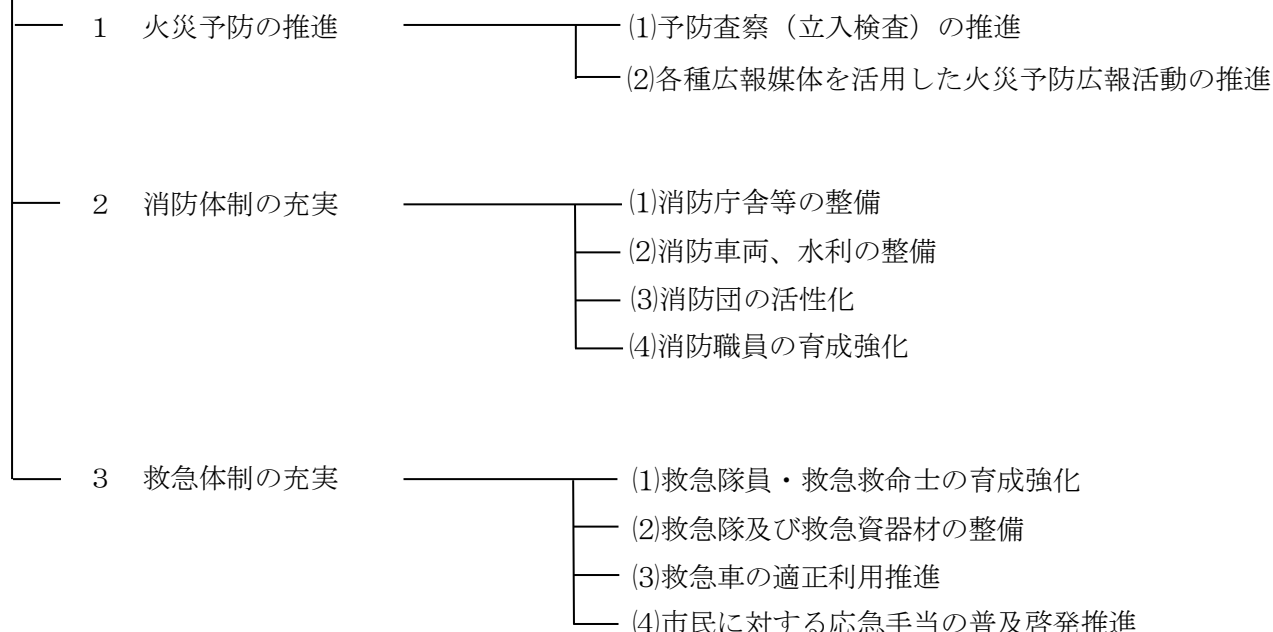 １　火災予防の推進　⑴予防査察（立入検査）の推進
⑵各種広報媒体を活用した火災予防広報活動の推進
２　消防体制の充実　⑴消防庁舎等の整備
⑵消防車両、水利の整備
⑶消防団の活性化
⑷消防職員の育成強化
３　救急体制の充実　⑴救急隊員・救急救命士の育成強化
⑵救急隊及び救急資器材の整備
⑶救急車の適正利用推進
⑷市民に対する応急手当の普及啓発推進